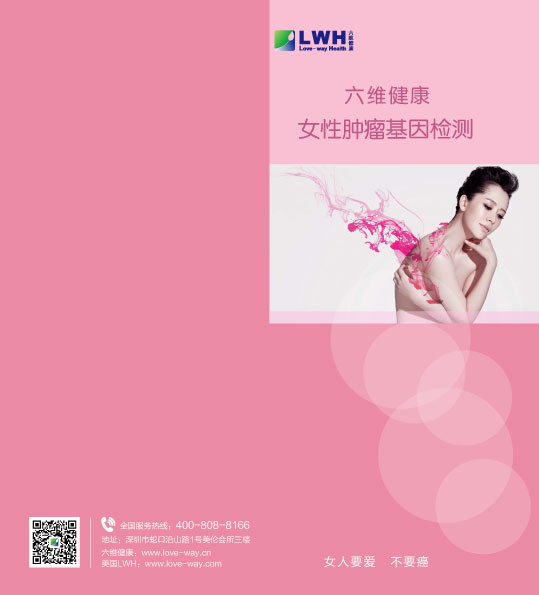 LWH
Love-way Health
六维健康
六维健康
女性肿瘤基因检测
全国服务热线：400-808-8166
地址：深圳市蛇口沿山路1号美伦会所三楼
六维健康：www.love-way.cn
美国LWH：www.love-way.com
女人要爱 不要癌